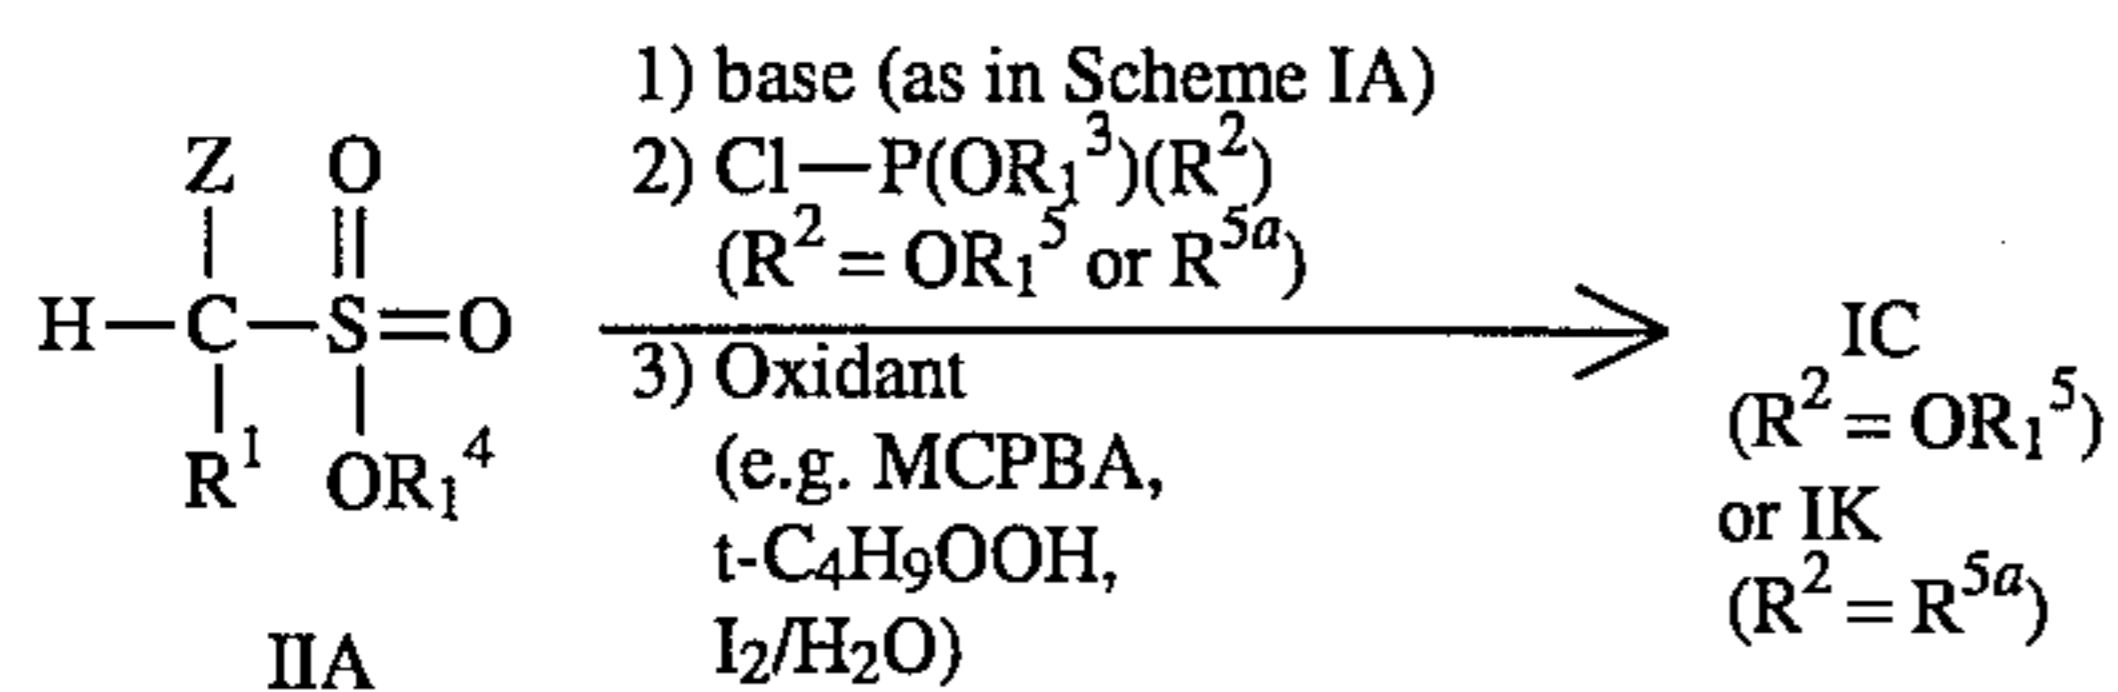 1) base (as in Scheme IA)
2) Cl—P(OR₁³)(R²)
(R² = OR₁⁵ or R⁵ᵃ)
3) Oxidant
(e.g. MCPBA,
t-C₄H₉OOH,
I₂/H₂O)
Z O
H—C—S=O
R¹ OR₁⁴
IIA
IC
(R² = OR₁⁵)
or IK
(R² = R⁵ᵃ)